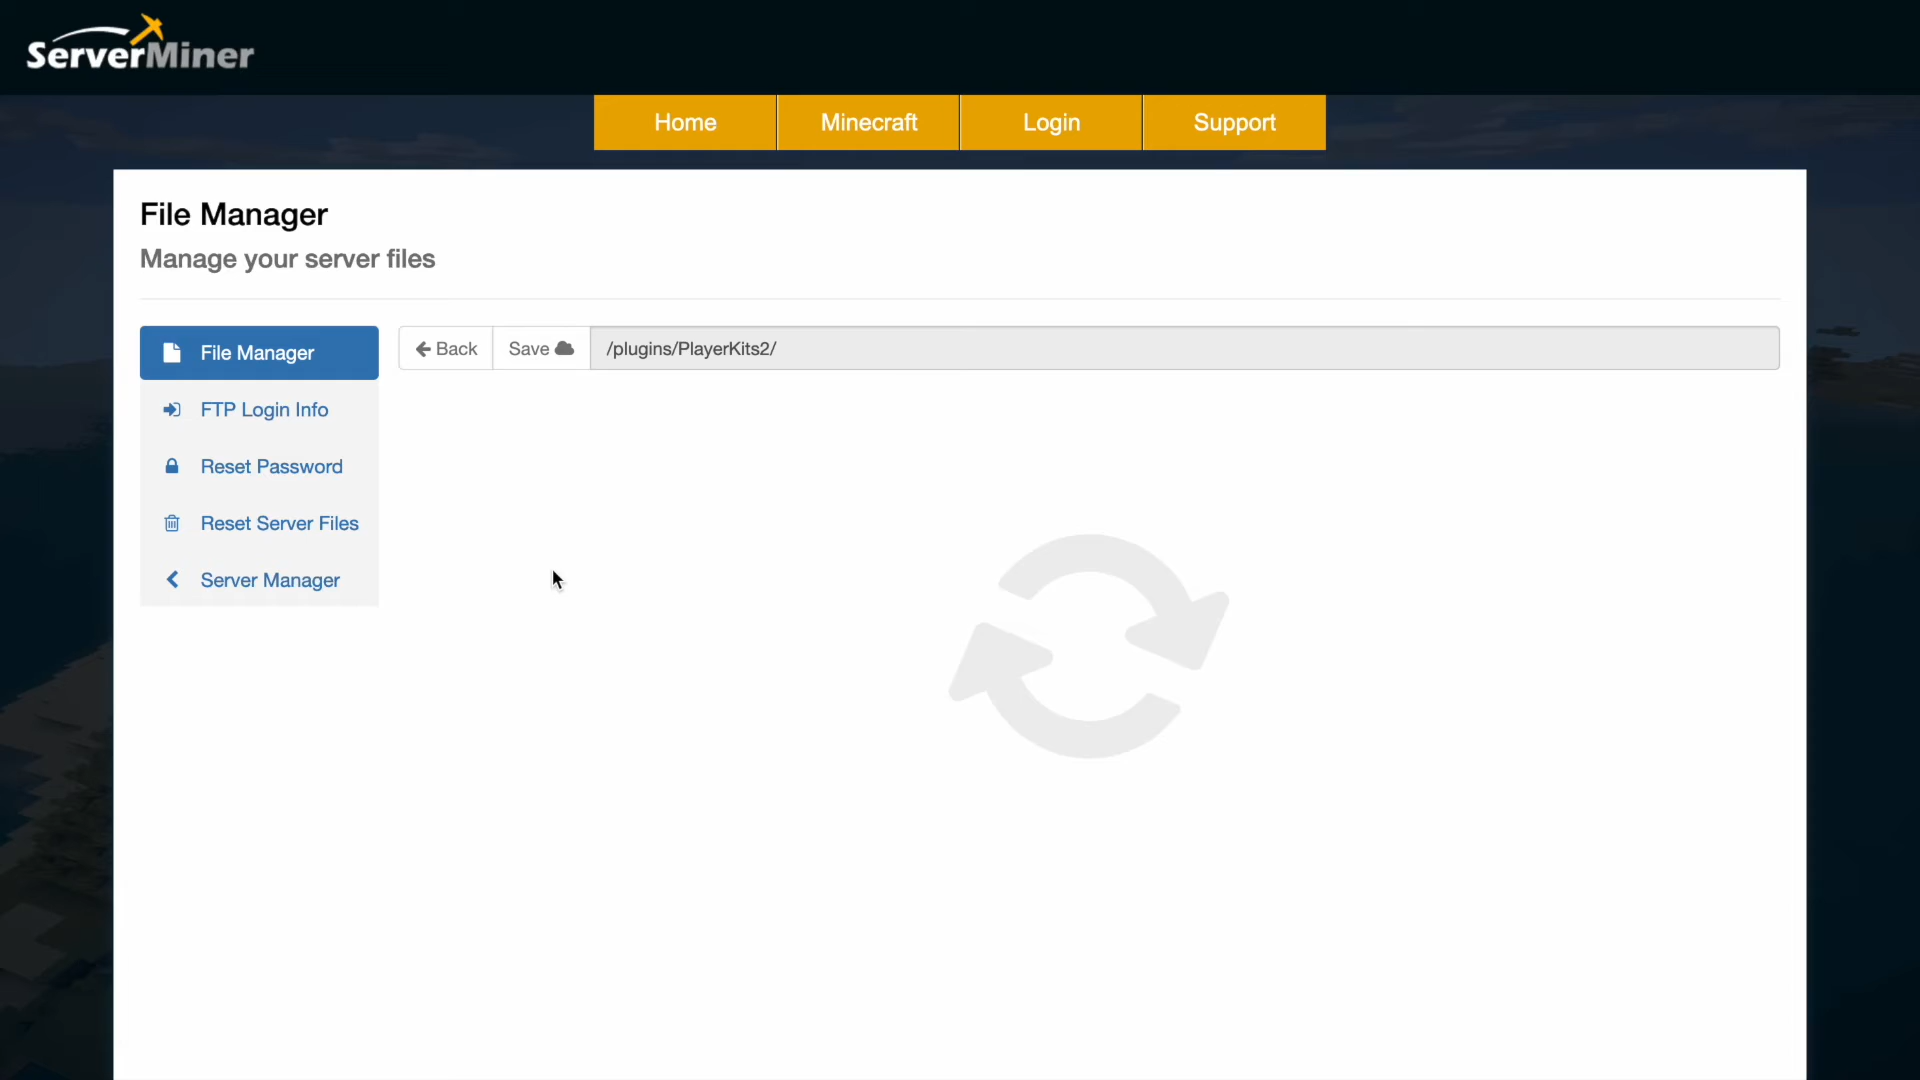 ServerMiner
Home
Minecraft
Login
Support
File Manager
Manage your server files
File Manager
Back
Save
/plugins/PlayerKits2/
FTP Login Info
Reset Password
Reset Server Files
Server Manager